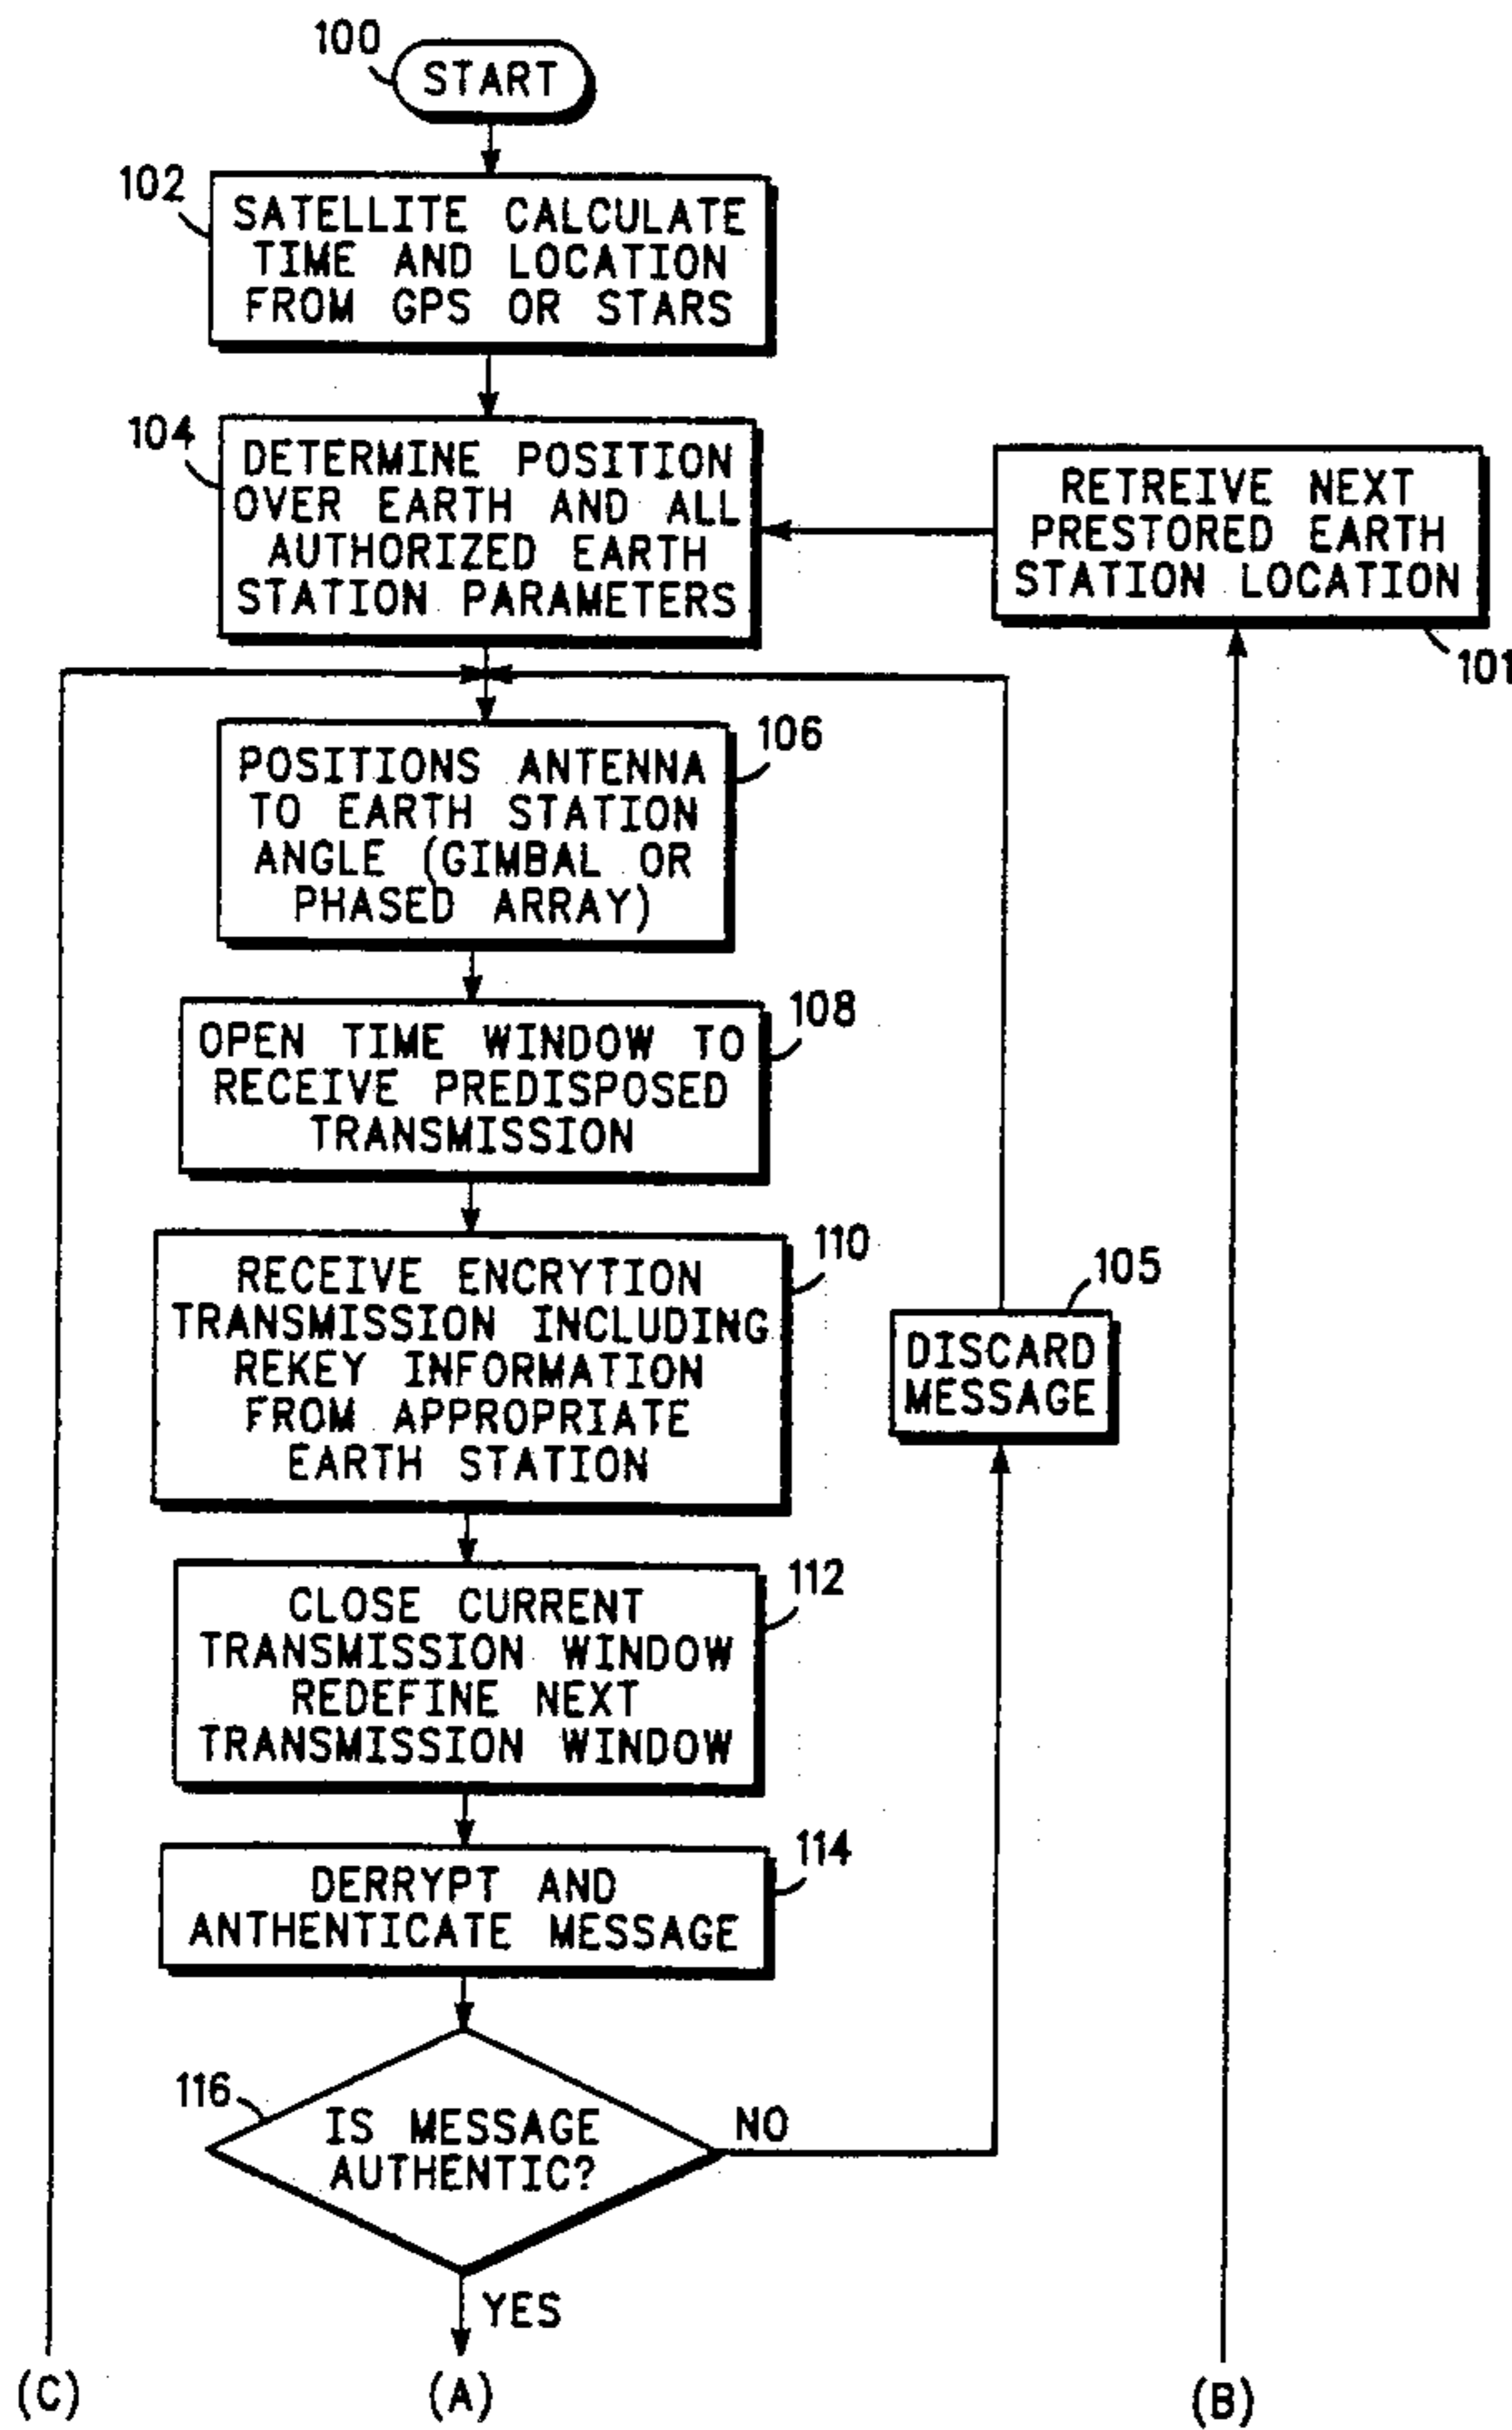 100
START
102
SATELLITE CALCULATE
TIME AND LOCATION
FROM GPS OR STARS
104
DETERMINE POSITION
OVER EARTH AND ALL
AUTHORIZED EARTH
STATION PARAMETERS
RETREIVE NEXT
PRESTORED EARTH
STATION LOCATION
101
106
POSITIONS ANTENNA
TO EARTH STATION
ANGLE (GIMBAL OR
PHASED ARRAY)
108
OPEN TIME WINDOW TO
RECEIVE PREDISPOSED
TRANSMISSION
110
RECEIVE ENCRYTION
TRANSMISSION INCLUDING
REKEY INFORMATION
FROM APPROPRIATE
EARTH STATION
105
DISCARD
MESSAGE
112
CLOSE CURRENT
TRANSMISSION WINDOW
REDEFINE NEXT
TRANSMISSION WINDOW
114
DERRYPT AND
ANTHENTICATE MESSAGE
116
IS MESSAGE
AUTHENTIC?
NO
YES
(C)
(A)
(B)